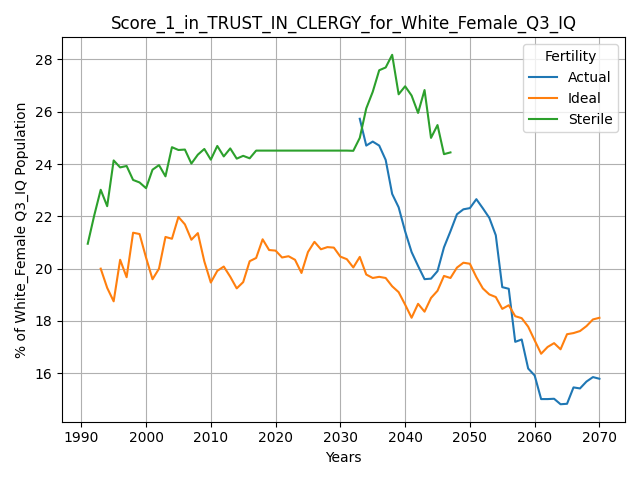 Score_1_in_TRUST_IN_CLERGY_for_White_Female_Q3_IQ
% of White_Female Q3_IQ Population
28
26
24
22
20
18
16
Fertility
Actual
Ideal
Sterile
1990 2000 2010 2020 2030 2040 2050 2060 2070
Years